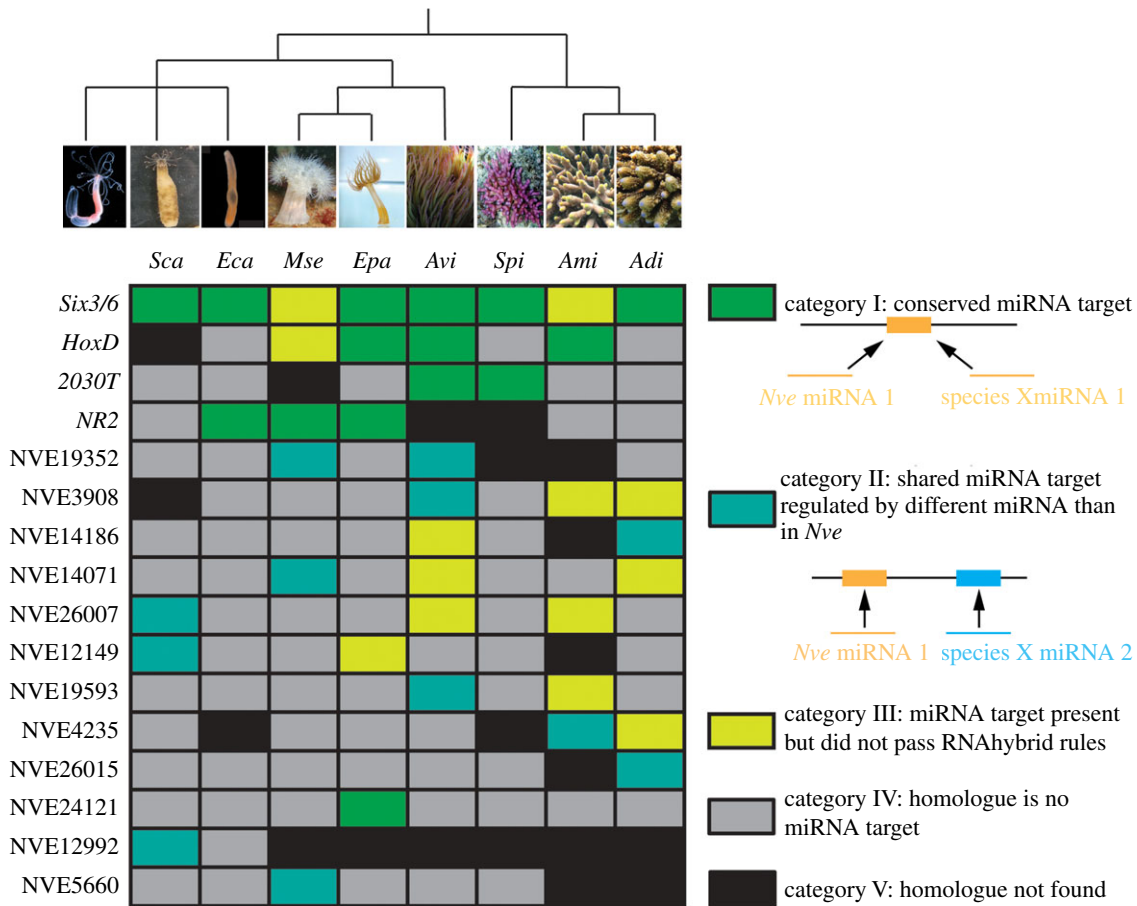 Sca Eca Mse Epa Avi Spi Ami Adi
Six3/6
HoxD
2030T
NR2
NVE19352
NVE3908
NVE14186
NVE14071
NVE26007
NVE12149
NVE19593
NVE4235
NVE26015
NVE24121
NVE12992
NVE5660
category I: conserved miRNA target
Nve miRNA 1
species XmiRNA 1
category II: shared miRNA target
regulated by different miRNA than
in Nve
Nve miRNA 1
species X miRNA 2
category III: miRNA target present
but did not pass RNAhybrid rules
category IV: homologue is no
miRNA target
category V: homologue not found